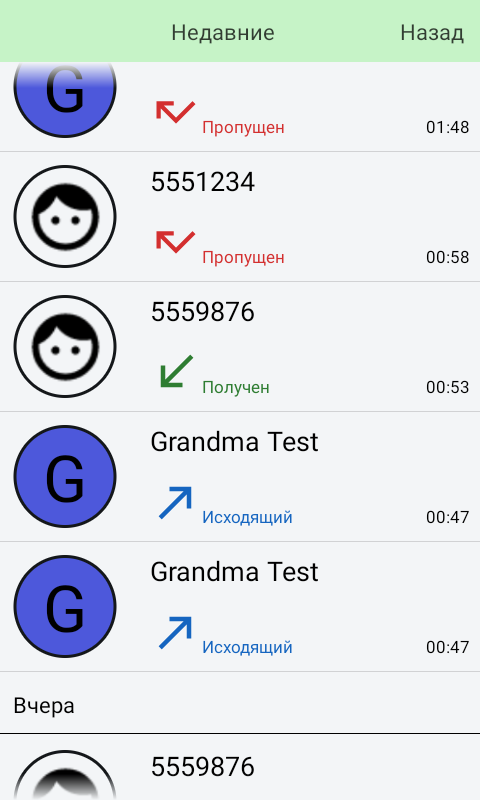 Недавние Назад
G
Пропущен 01:48
5551234
Пропущен 00:58
5559876
Получен 00:53
Grandma Test
G
Исходящий 00:47
Grandma Test
G
Исходящий 00:47
Вчера
5559876